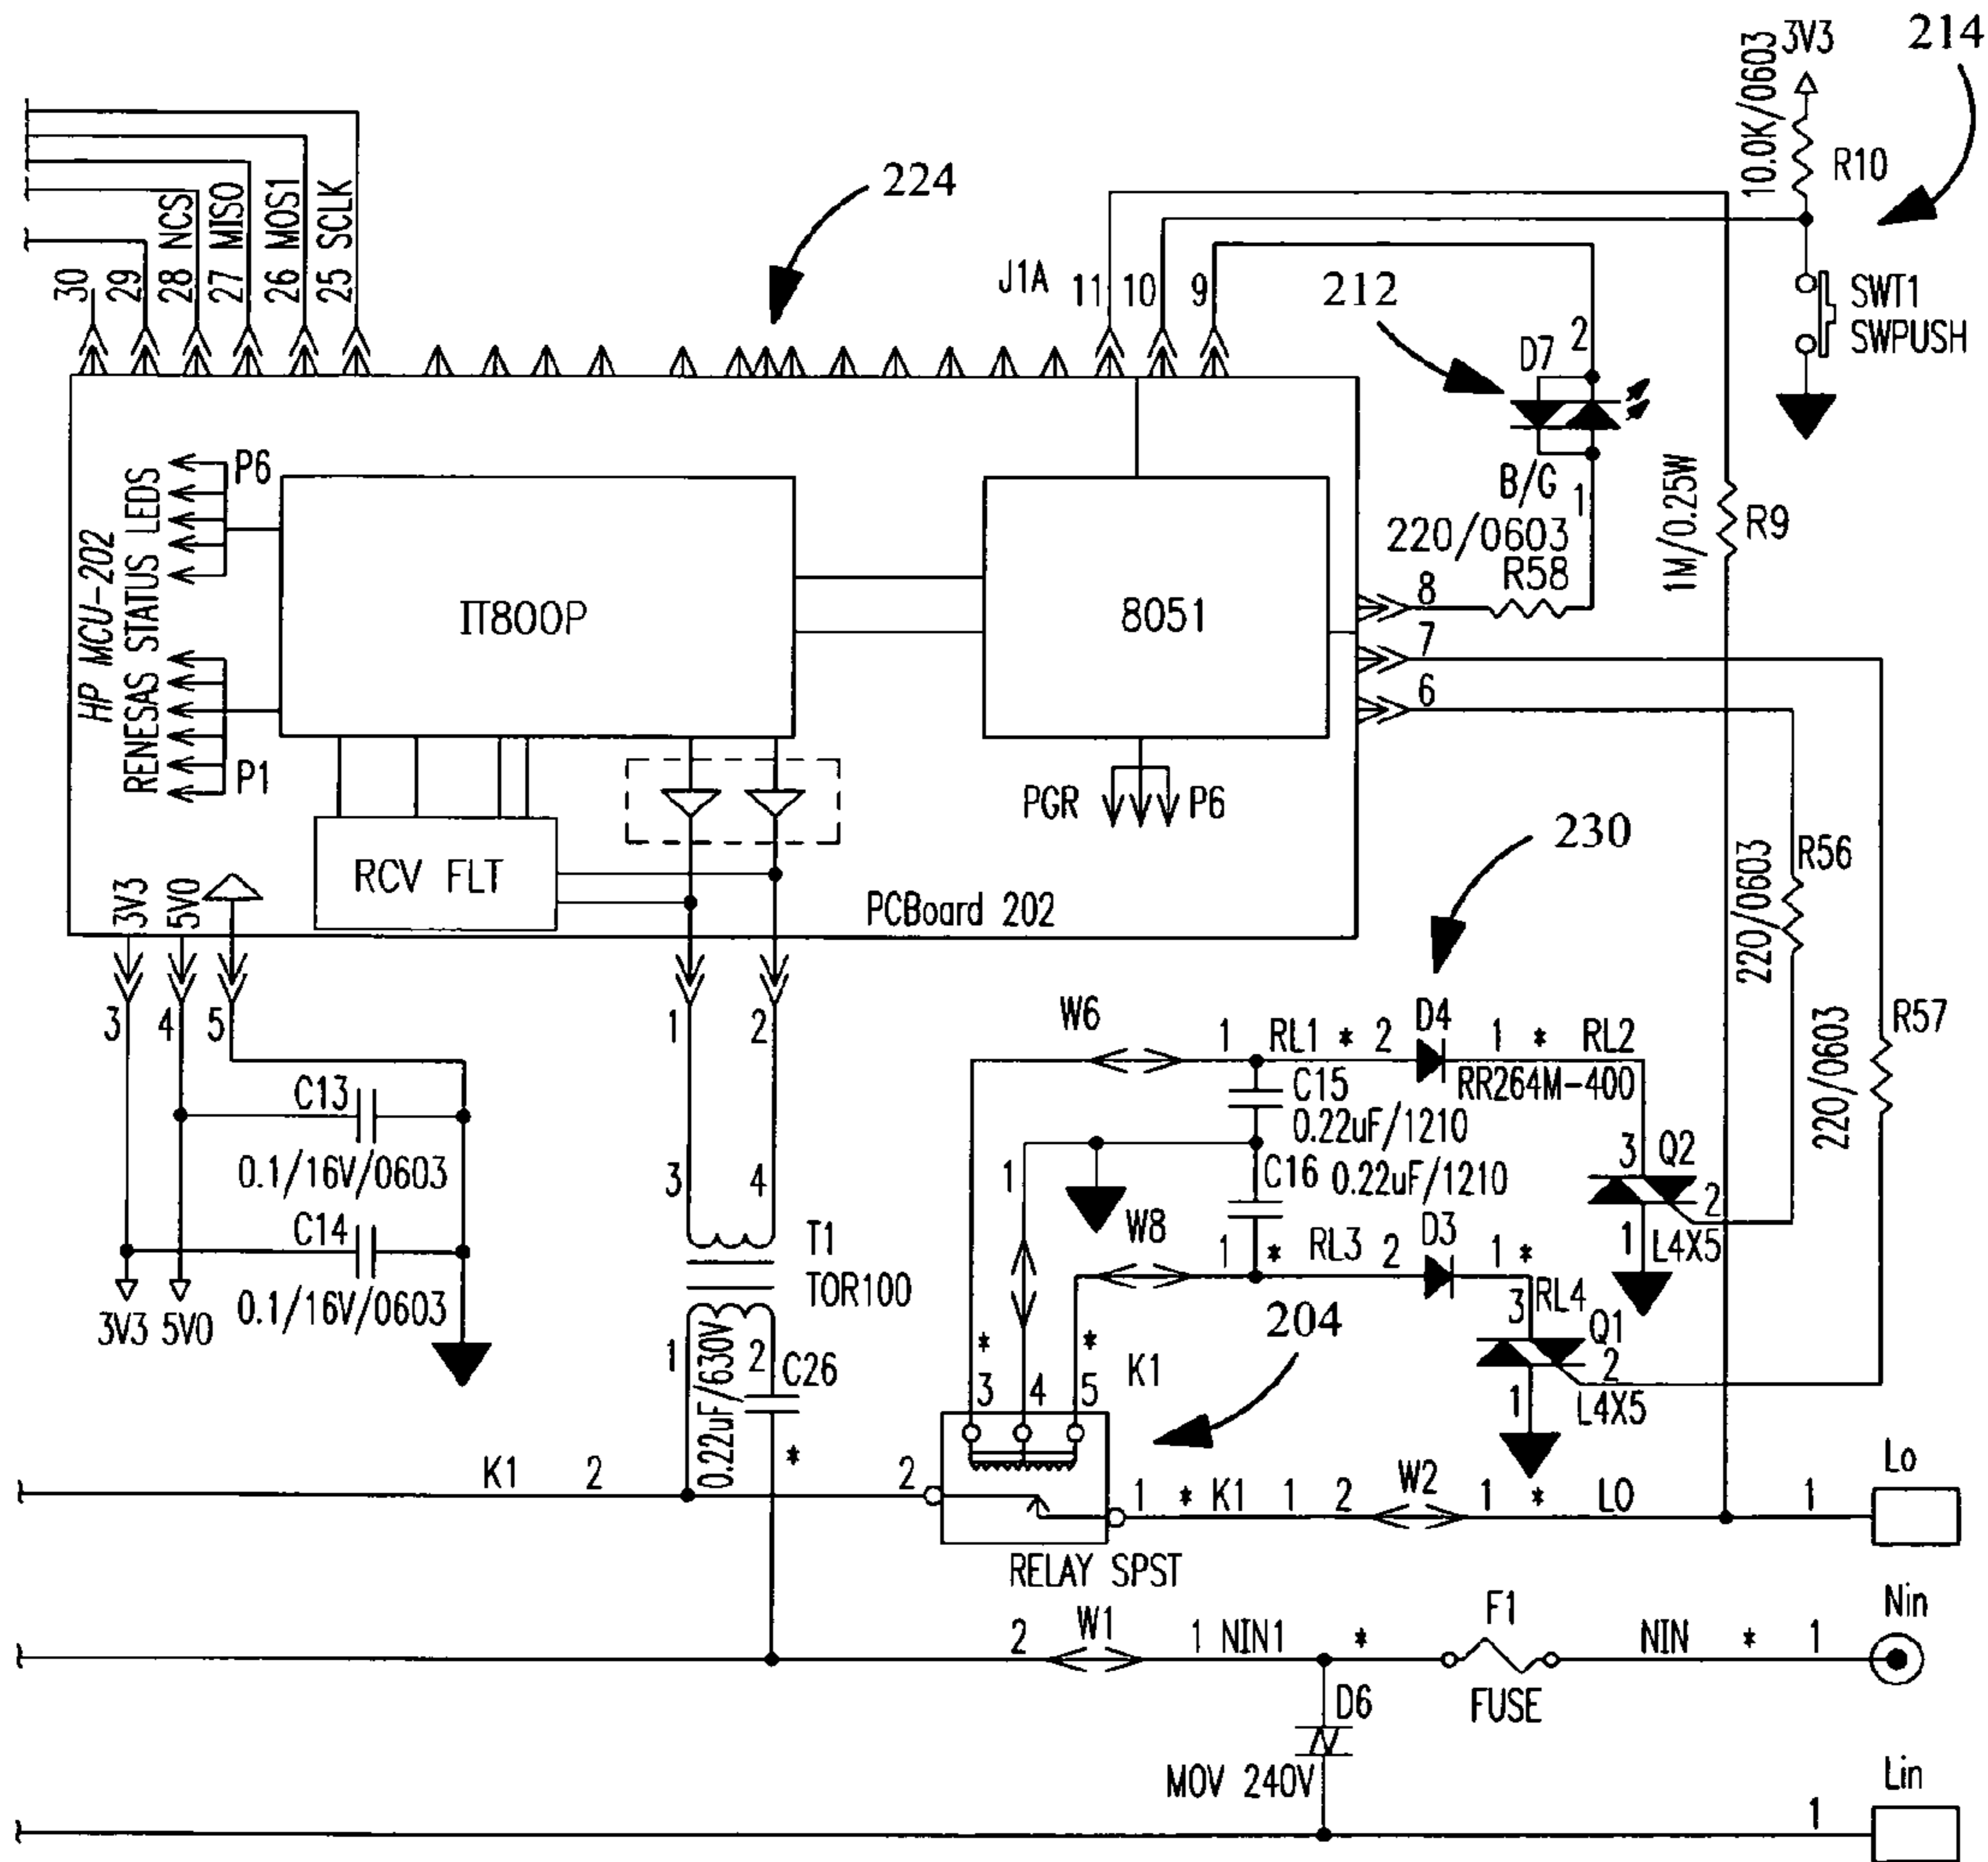 214
3V3
10.0K/0603
R10
224
30
29
28 NCS
27 MISO
26 MOS1
25 SCLK
J1A
11
10
9
212
SWT1
SWPUSH
D7
2
B/G
1
220/0603
R58
1M/0.25W
R9
HP MCU-202
RENESAS STATUS LEDS
P6
P1
IT800P
8051
8
7
6
PGR
P6
RCV FLT
PCBoard 202
230
R56
220/0603
R57
220/0603
3V3
5V0
3
4
5
1
2
W6
1
RL1
*
2
D4
1
*
RL2
RR264M-400
C13
0.1/16V/0603
C14
0.1/16V/0603
3V3
5V0
C15
0.22uF/1210
C16
0.22uF/1210
1
3
4
T1
TOR100
3
Q2
2
1
L4X5
W8
1
*
RL3
2
D3
1
*
3
RL4
Q1
2
1
L4X5
204
1
2
C26
0.22uF/630V
*
*
*
3
4
5
K1
K1
2
2
1
*
K1
1
2
W2
1
*
LO
1
Lo
RELAY SPST
2
W1
1
NIN1
*
F1
FUSE
NIN
*
1
Nin
D6
MOV 240V
1
Lin